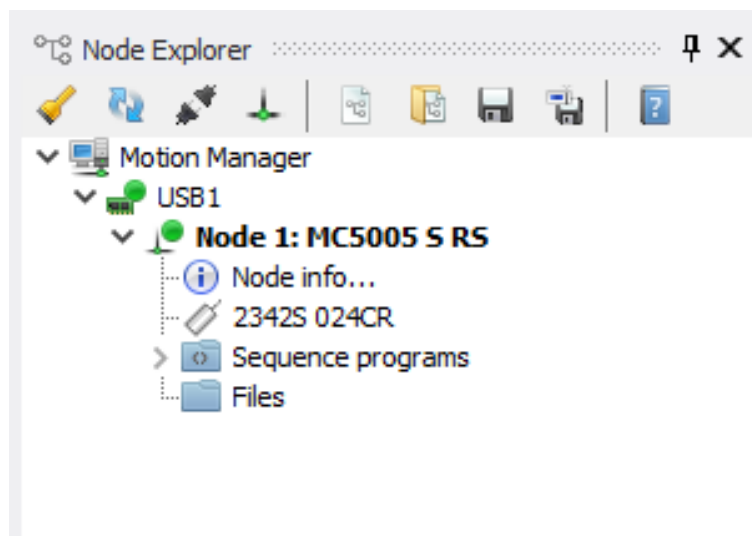 Node Explorer
Motion Manager
USB1
Node 1: MC5005 S RS
Node info...
2342S 024CR
Sequence programs
Files